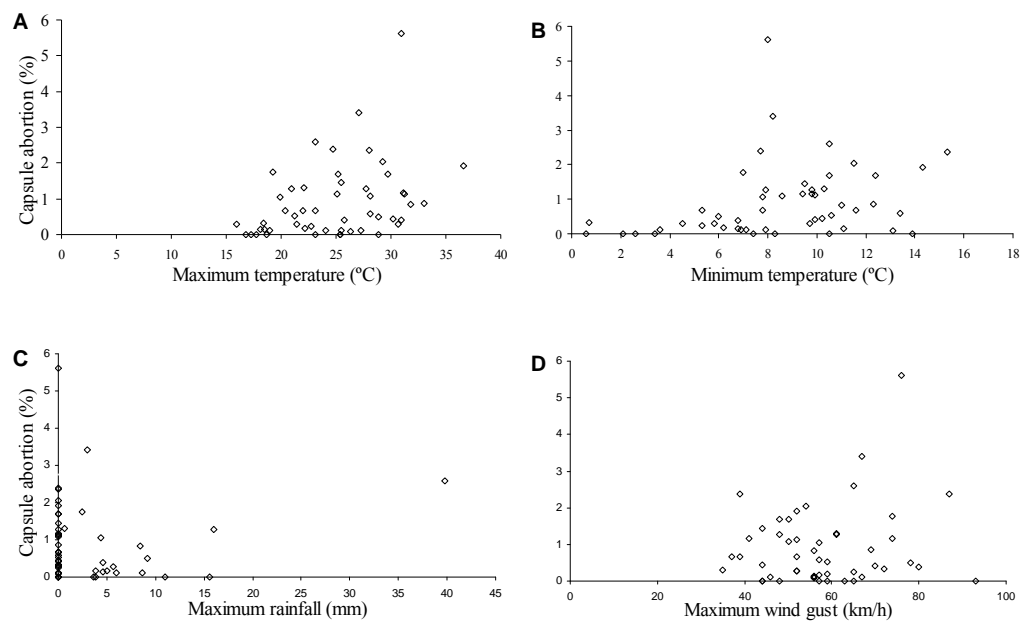 A
Capsule abortion (%)
6
5
4
3
2
1
0
0 5 10 15 20 25 30 35 40
Maximum temperature (ºC)
B
6
5
4
3
2
1
0
0 2 4 6 8 10 12 14 16 18
Minimum temperature (ºC)
C
Capsule abortion (%)
6
5
4
3
2
1
0
0 5 10 15 20 25 30 35 40 45
Maximum rainfall (mm)
D
6
5
4
3
2
1
0
0 20 40 60 80 100
Maximum wind gust (km/h)